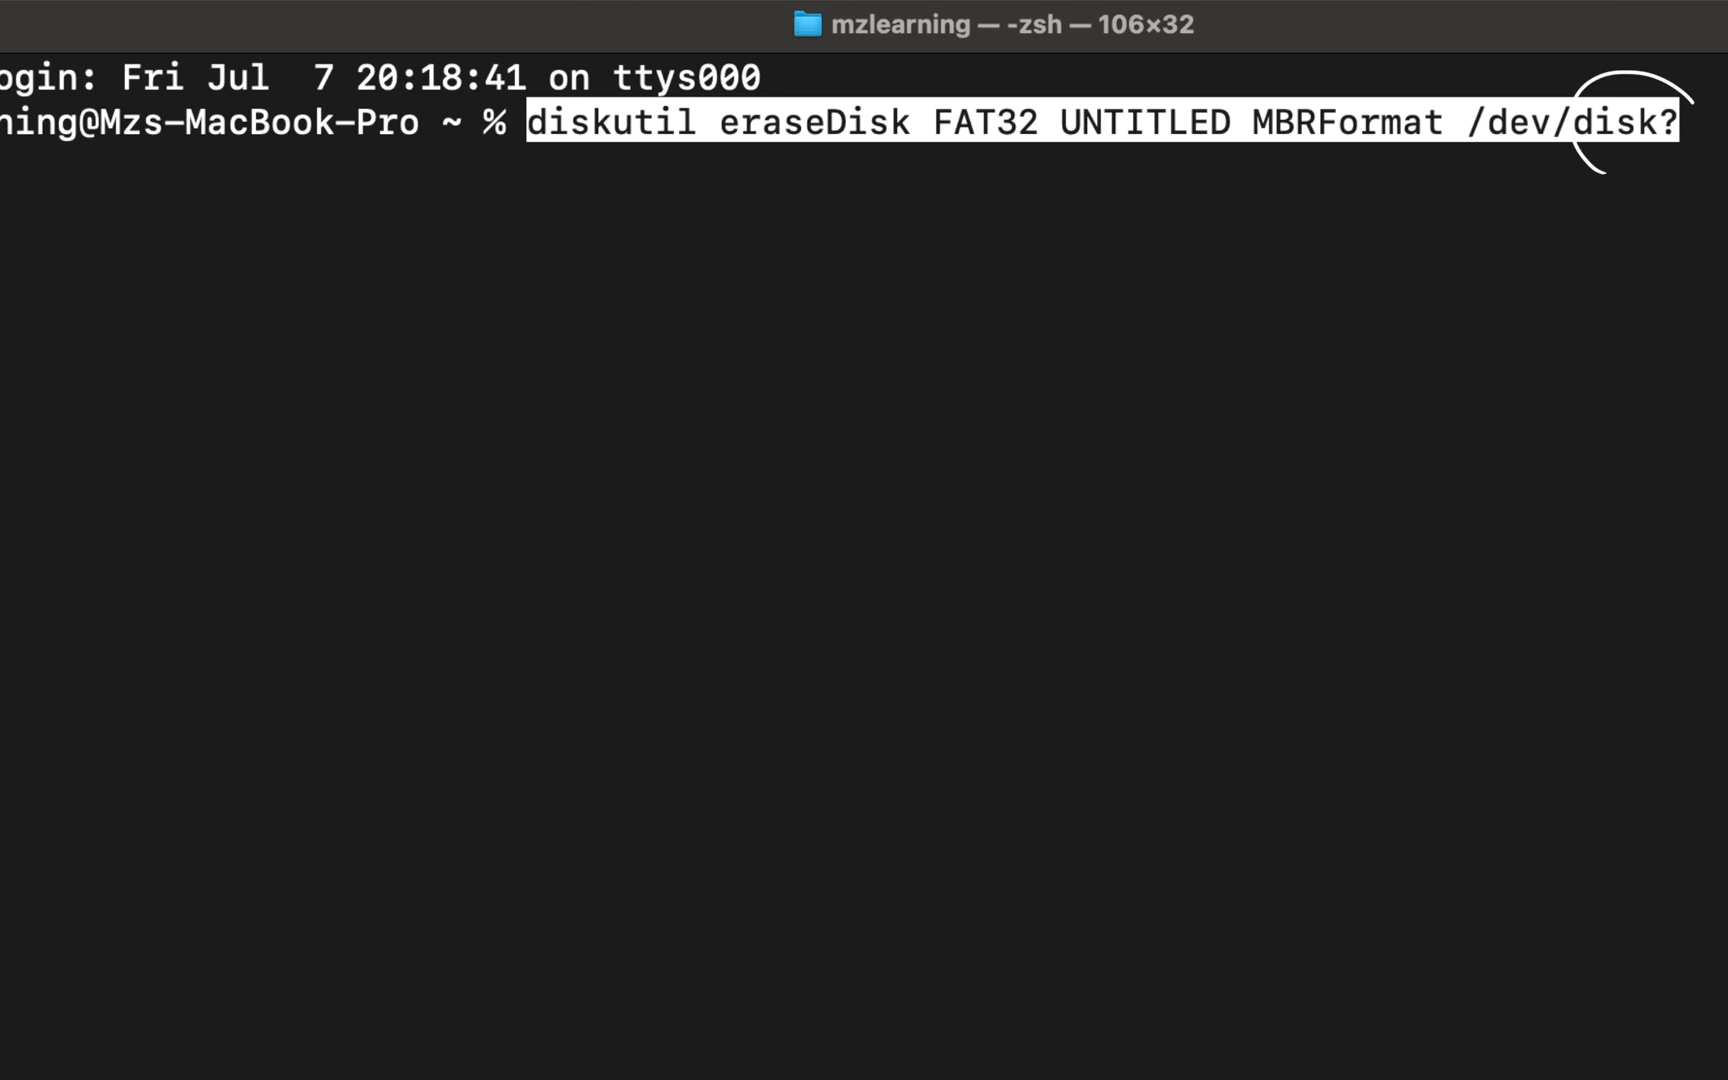 mzlearning — -zsh — 106×32
ogin: Fri Jul  7 20:18:41 on ttys000
ning@Mzs-MacBook-Pro ~ % diskutil eraseDisk FAT32 UNTITLED MBRFormat /dev/disk?